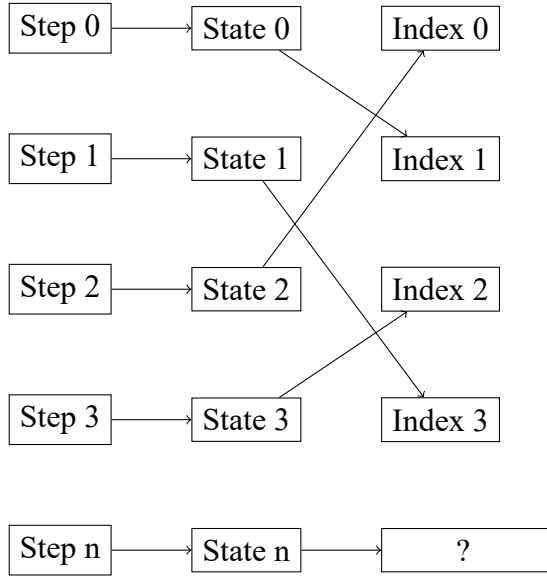 Step 0 State 0 Index 0
Step 1 State 1 Index 1
Step 2 State 2 Index 2
Step 3 State 3 Index 3
Step n State n ?